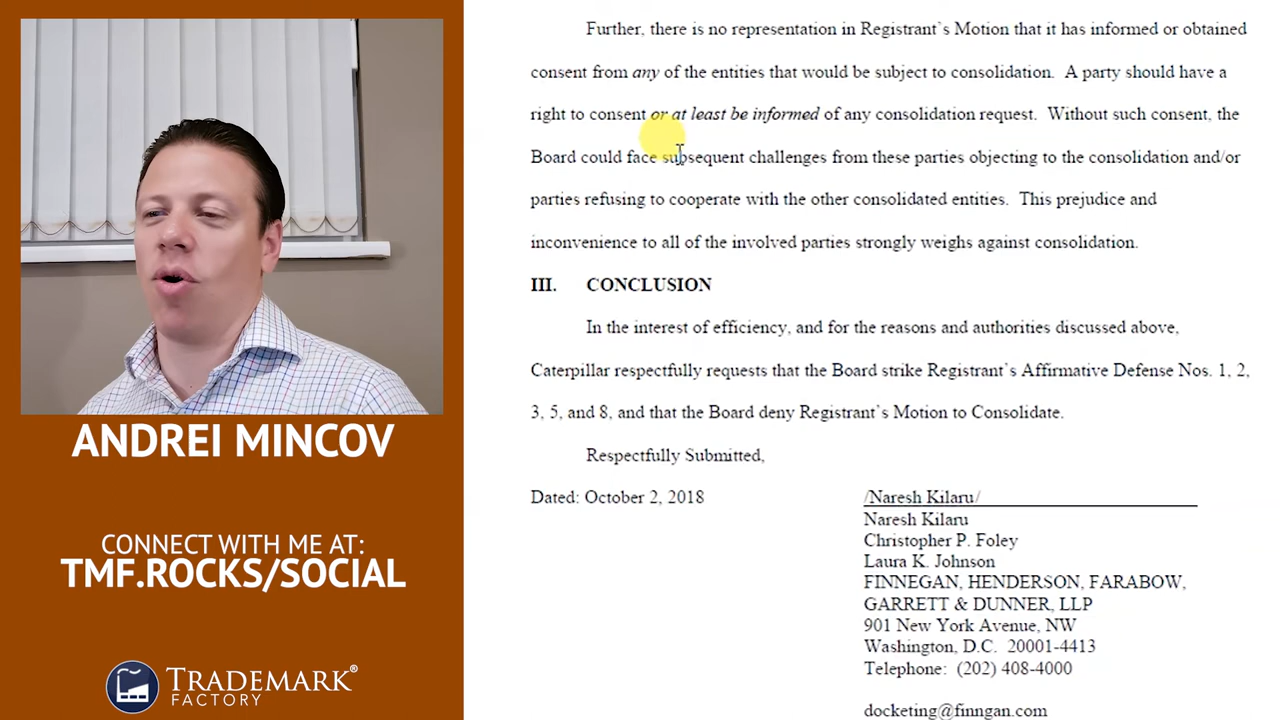 ANDREI MINCOV
CONNECT WITH ME AT:
TMF.ROCKS/SOCIAL
TRADEMARK®
FACTORY
Further, there is no representation in Registrant's Motion that it has informed or obtained
consent from any of the entities that would be subject to consolidation. A party should have a
right to consent or at least be informed of any consolidation request. Without such consent, the
Board could face subsequent challenges from these parties objecting to the consolidation and/or
parties refusing to cooperate with the other consolidated entities. This prejudice and
inconvenience to all of the involved parties strongly weighs against consolidation.
III. CONCLUSION
In the interest of efficiency, and for the reasons and authorities discussed above,
Caterpillar respectfully requests that the Board strike Registrant's Affirmative Defense Nos. 1, 2,
3, 5, and 8, and that the Board deny Registrant's Motion to Consolidate.
Respectfully Submitted,
Dated: October 2, 2018
/Naresh Kilaru/
Naresh Kilaru
Christopher P. Foley
Laura K. Johnson
FINNEGAN, HENDERSON, FARABOW,
GARRETT & DUNNER, LLP
901 New York Avenue, NW
Washington, D.C. 20001-4413
Telephone: (202) 408-4000
docketing@finngan.com